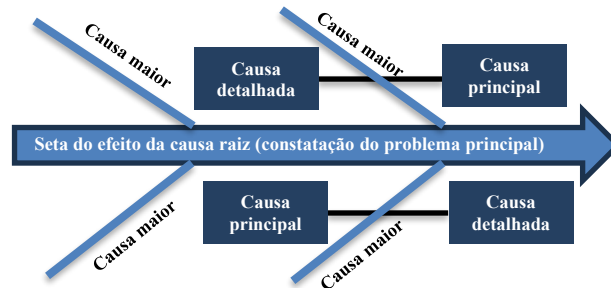 Causa maior
Causa maior
Causa
detalhada
Causa
principal
Seta do efeito da causa raiz (constatação do problema principal)
Causa maior
Causa
principal
Causa maior
Causa
detalhada